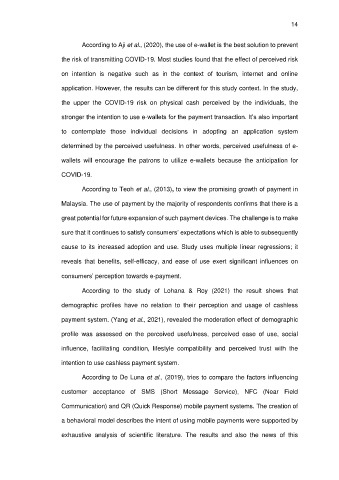 14
According to Aji et al., (2020), the use of e-wallet is the best solution to prevent
the risk of transmitting COVID-19. Most studies found that the effect of perceived risk
on intention is negative such as in the context of tourism, internet and online
application. However, the results can be different for this study context. In the study,
the upper the COVID-19 risk on physical cash perceived by the individuals, the
stronger the intention to use e-wallets for the payment transaction. It's also important
to contemplate those individual decisions in adopting an application system
determined by the perceived usefulness. In other words, perceived usefulness of e-
wallets will encourage the patrons to utilize e-wallets because the anticipation for
COVID-19.
According to Teoh et al., (2013), to view the promising growth of payment in
Malaysia. The use of payment by the majority of respondents confirms that there is a
great potential for future expansion of such payment devices. The challenge is to make
sure that it continues to satisfy consumers' expectations which is able to subsequently
cause to its increased adoption and use. Study uses multiple linear regressions; it
reveals that benefits, self-efficacy, and ease of use exert significant influences on
consumers' perception towards e-payment.
According to the study of Lohana & Roy (2021) the result shows that
demographic profiles have no relation to their perception and usage of cashless
payment system. (Yang et al., 2021), revealed the moderation effect of demographic
profile was assessed on the perceived usefulness, perceived ease of use, social
influence, facilitating condition, lifestyle compatibility and perceived trust with the
intention to use cashless payment system.
According to De Luna et al., (2019), tries to compare the factors influencing
customer acceptance of SMS (Short Message Service), NFC (Near Field
Communication) and QR (Quick Response) mobile payment systems. The creation of
a behavioral model describes the intent of using mobile payments were supported by
exhaustive analysis of scientific literature. The results and also the news of this